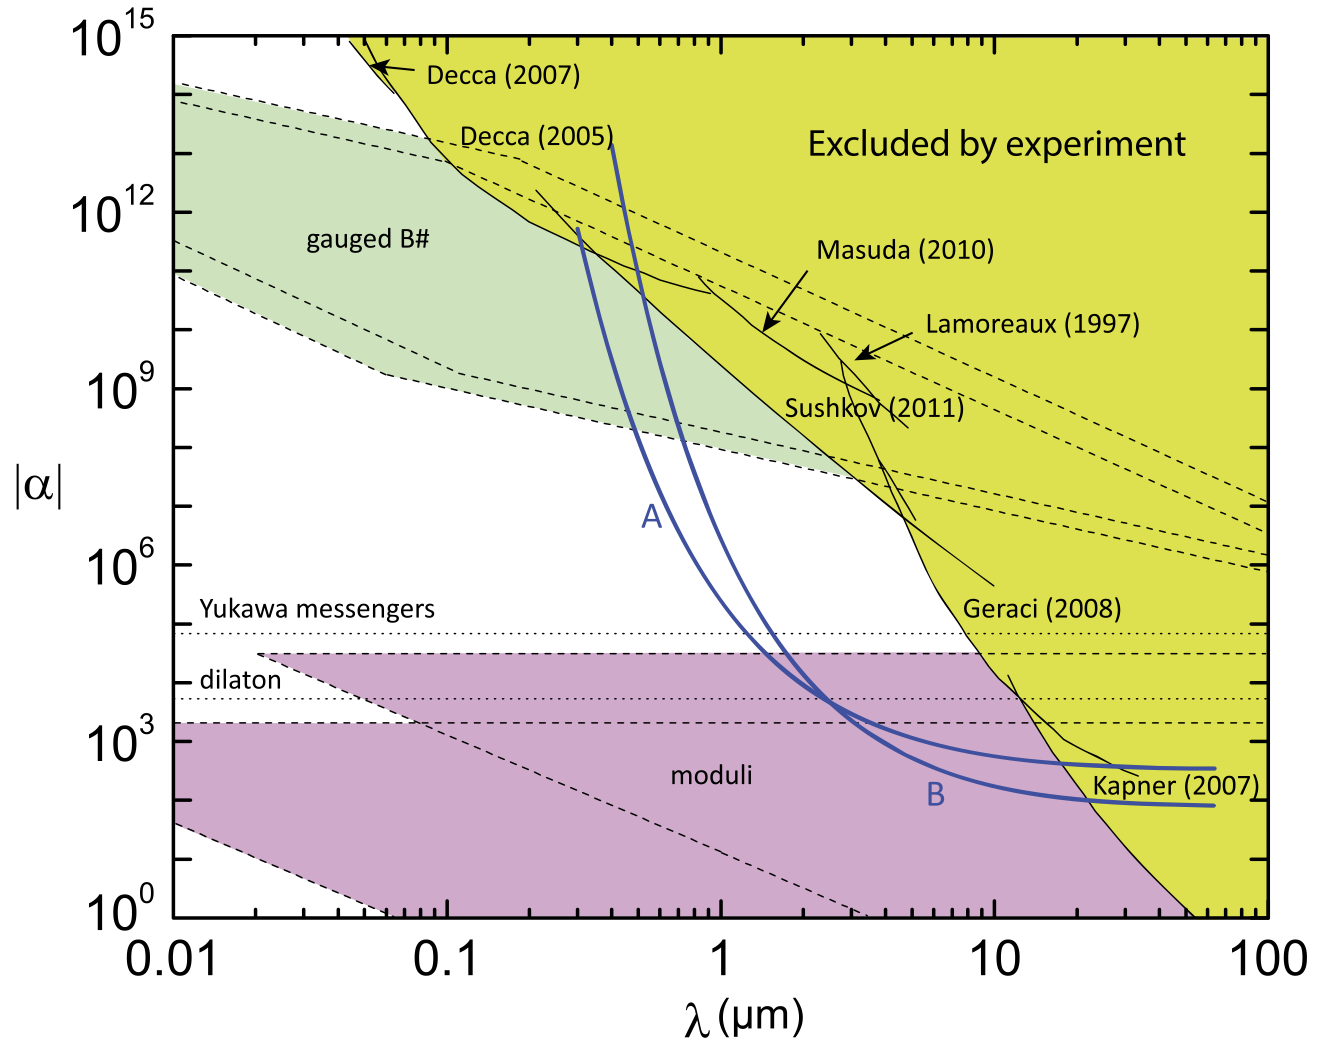 10^15
Decca (2007)
Decca (2005)
Excluded by experiment
10^12
gauged B#
Masuda (2010)
Lamoreaux (1997)
10^9
Sushkov (2011)
|α|
A
10^6
Yukawa messengers
Geraci (2008)
dilaton
10^3
moduli
B
Kapner (2007)
10^0
0.01 0.1 1 10 100
λ (μm)